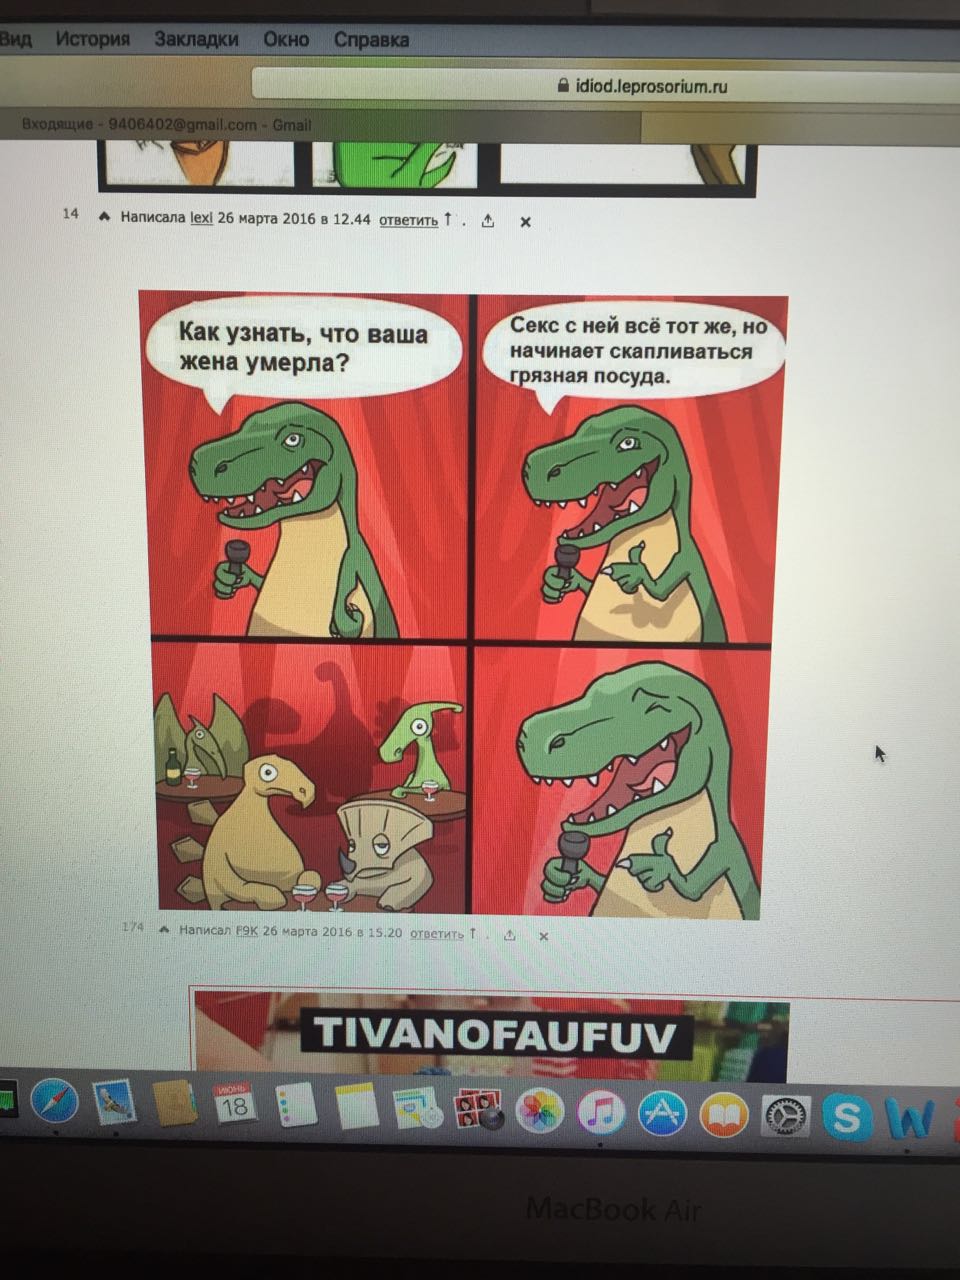 Вид История Закладки Окно Справка
idiod.leprosorium.ru
Входящие - 9406402@gmail.com - Gmail
14 Написала lexi 26 марта 2016 в 12.44 ответить ↑ .
Как узнать, что ваша
жена умерла?
Секс с ней всё тот же, но
начинает скапливаться
грязная посуда.
174 Написал F9K 26 марта 2016 в 15.20 ответить ↑ .
TIVANOFAUFUV
ИЮНЬ
18
MacBook Air